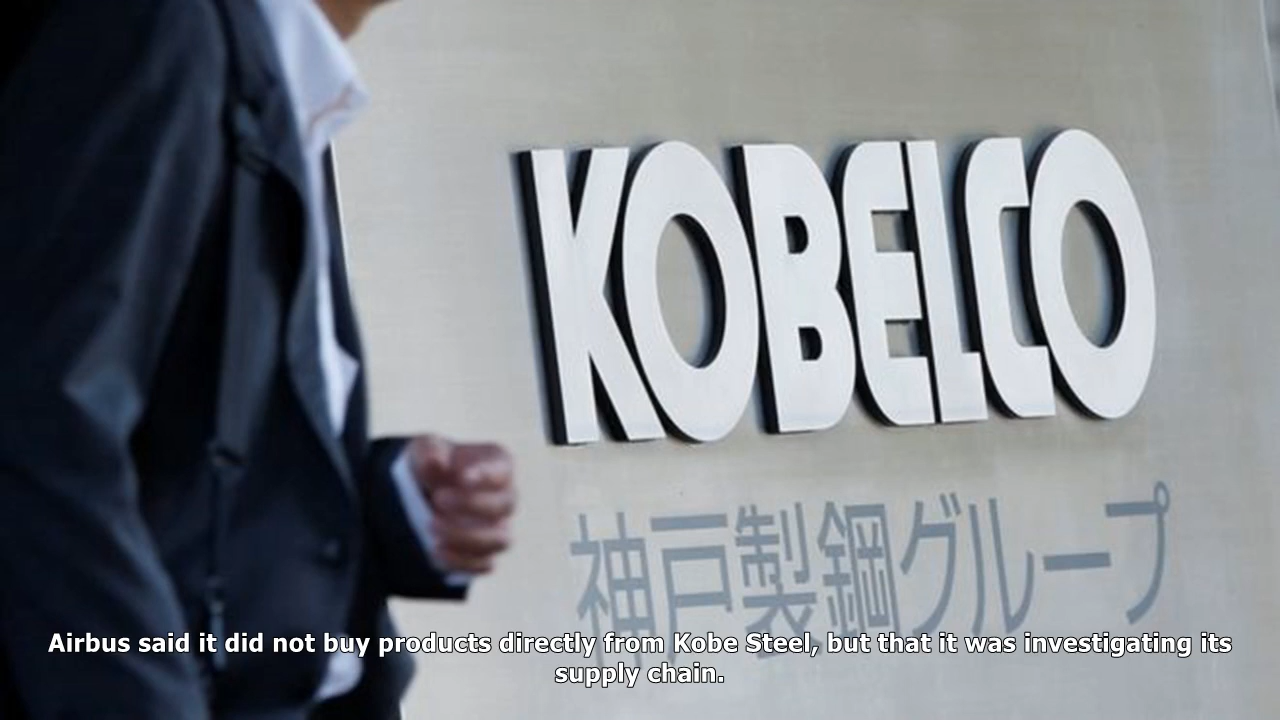 KOBELCO
神戸製鋼グループ
Airbus said it did not buy products directly from Kobe Steel, but that it was investigating its
supply chain.